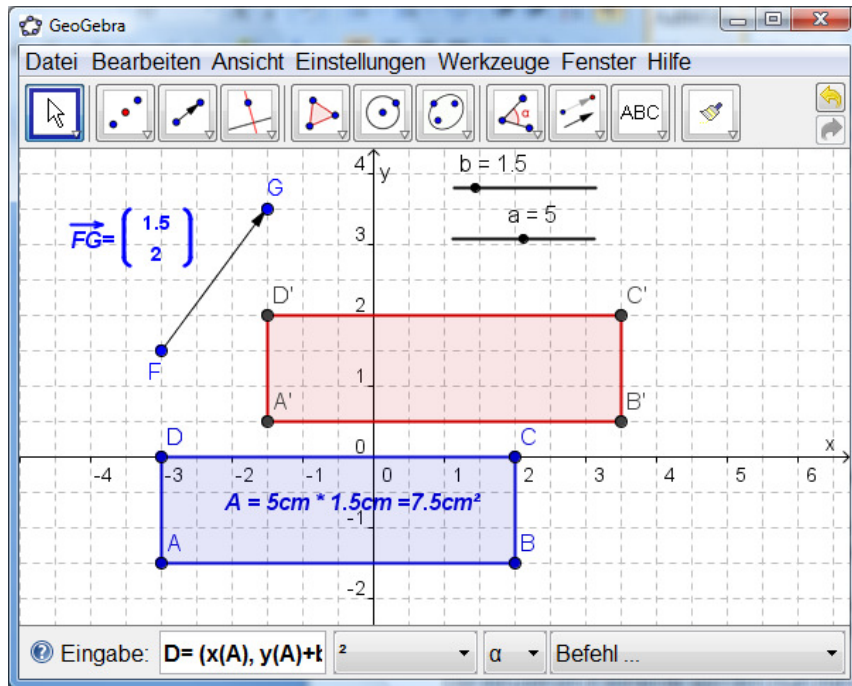 GeoGebra
Datei Bearbeiten Ansicht Einstellungen Werkzeuge Fenster Hilfe
α ABC
4 y b = 1.5
G
FG= ( 1.5
2 )
a = 5
3
D' 2 C'
F
1
A' B'
D C
0 x
-4 -3 -2 -1 0 1 2 3 4 5 6
A = 5cm * 1.5cm =7.5cm²
-1
A B
-2
Eingabe: D= (x(A), y(A)+ ² α Befehl ...